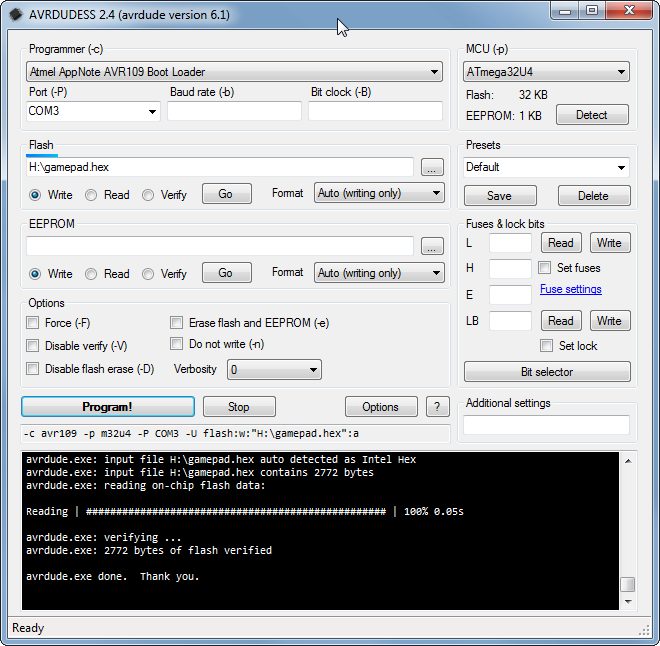 AVRDUDESS 2.4 (avrdude version 6.1)
Programmer (-c)
Atmel AppNote AVR109 Boot Loader
Port (-P) Baud rate (-b) Bit clock (-B)
COM3
MCU (-p)
ATmega32U4
Flash: 32 KB
EEPROM: 1 KB Detect
Flash
H:\gamepad.hex ...
Write Read Verify Go Format Auto (writing only)
Presets
Default
Save Delete
EEPROM
...
Write Read Verify Go Format Auto (writing only)
Fuses & lock bits
L Read Write
H Set fuses
E Fuse settings
LB Read Write
Set lock
Bit selector
Options
Force (-F) Erase flash and EEPROM (-e)
Disable verify (-V) Do not write (-n)
Disable flash erase (-D) Verbosity 0
Program! Stop Options ?
Additional settings
-c avr109 -p m32u4 -P COM3 -U flash:w:"H:\gamepad.hex":a
avrdude.exe: input file H:\gamepad.hex auto detected as Intel Hex
avrdude.exe: input file H:\gamepad.hex contains 2772 bytes
avrdude.exe: reading on-chip flash data:
Reading | ################################################## | 100% 0.05s
avrdude.exe: verifying ...
avrdude.exe: 2772 bytes of flash verified
avrdude.exe done.  Thank you.
Ready